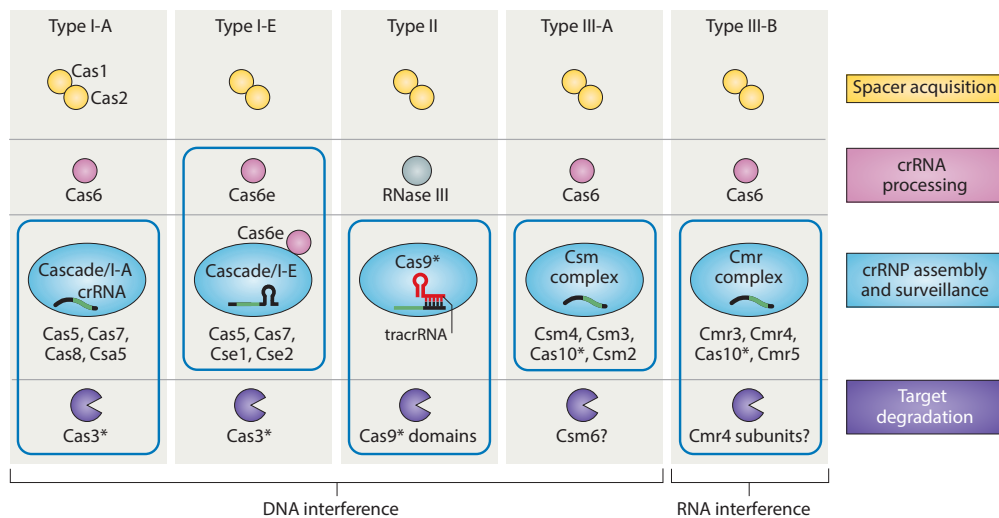 Type I-A
Type I-E
Type II
Type III-A
Type III-B
Cas1
Cas2
Spacer acquisition
Cas6
Cas6e
RNase III
Cas6
Cas6
crRNA
processing
Cascade/I-A
crRNA
Cas5, Cas7,
Cas8, Csa5
Cas6e
Cascade/I-E
Cas5, Cas7,
Cse1, Cse2
Cas9*
tracrRNA
Csm
complex
Csm4, Csm3,
Cas10*, Csm2
Cmr
complex
Cmr3, Cmr4,
Cas10*, Cmr5
crRNP assembly
and surveillance
Cas3*
Cas3*
Cas9* domains
Csm6?
Cmr4 subunits?
Target
degradation
DNA interference
RNA interference